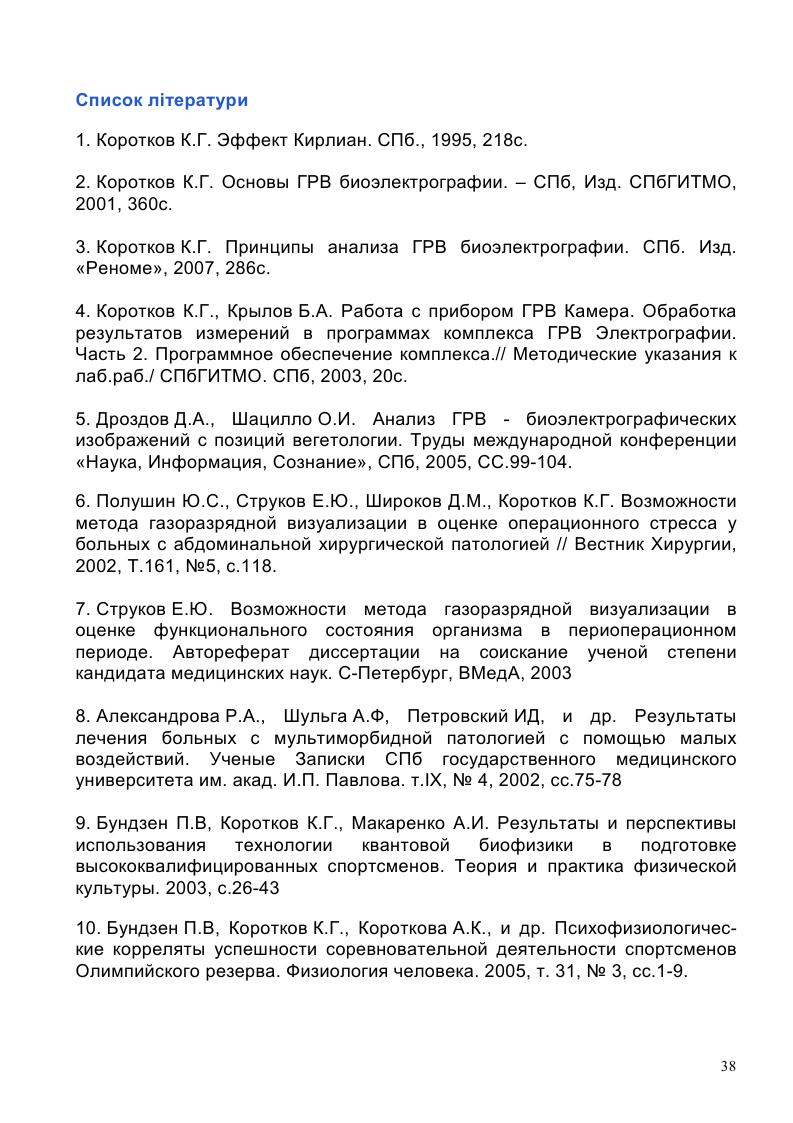 Список літератури
1. Коротков К.Г. Эффект Кирлиан. СПб., 1995, 218с.
2. Коротков К.Г. Основы ГРВ биоэлектрографии. – СПб, Изд. СПбГИТМО,
2001, 360с.
3. Коротков К.Г. Принципы анализа ГРВ биоэлектрографии. СПб. Изд.
«Реноме», 2007, 286с.
4. Коротков К.Г., Крылов Б.А. Работа с прибором ГРВ Камера. Обработка
результатов измерений в программах комплекса ГРВ Электрографии.
Часть 2. Программное обеспечение комплекса.// Методические указания к
лаб.раб./ СПбГИТМО. СПб, 2003, 20с.
5. Дроздов Д.А., Шацилло О.И. Анализ ГРВ - биоэлектрографических
изображений с позиций вегетологии. Труды международной конференции
«Наука, Информация, Сознание», СПб, 2005, СС.99-104.
6. Полушин Ю.С., Струков Е.Ю., Широков Д.М., Коротков К.Г. Возможности
метода газоразрядной визуализации в оценке операционного стресса у
больных с абдоминальной хирургической патологией // Вестник Хирургии,
2002, Т.161, №5, с.118.
7. Струков Е.Ю. Возможности метода газоразрядной визуализации в
оценке функционального состояния организма в периоперационном
периоде. Автореферат диссертации на соискание ученой степени
кандидата медицинских наук. С-Петербург, ВМедА, 2003
8. Александрова Р.А., Шульга А.Ф, Петровский ИД, и др. Результаты
лечения больных с мультиморбидной патологией с помощью малых
воздействий. Ученые Записки СПб государственного медицинского
университета им. акад. И.П. Павлова. т.IX, № 4, 2002, сс.75-78
9. Бундзен П.В, Коротков К.Г., Макаренко А.И. Результаты и перспективы
использования технологии квантовой биофизики в подготовке
высококвалифицированных спортсменов. Теория и практика физической
культуры. 2003, с.26-43
10. Бундзен П.В, Коротков К.Г., Короткова А.К., и др. Психофизиологичес-
кие корреляты успешности соревновательной деятельности спортсменов
Олимпийского резерва. Физиология человека. 2005, т. 31, № 3, сс.1-9.
38